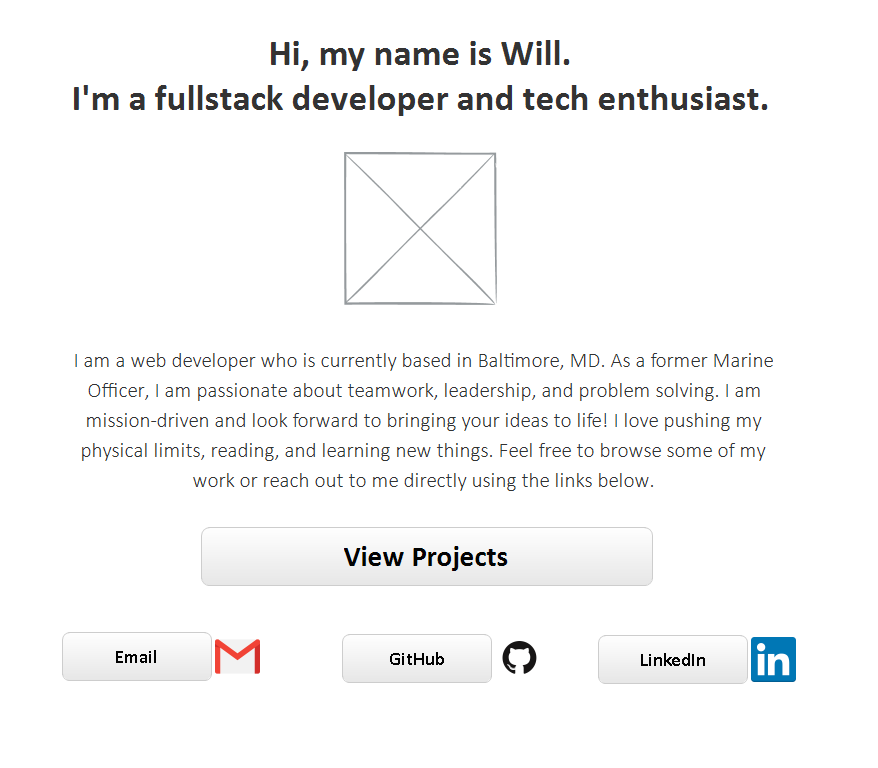 Hi, my name is Will.
I'm a fullstack developer and tech enthusiast.
I am a web developer who is currently based in Baltimore, MD. As a former Marine
Officer, I am passionate about teamwork, leadership, and problem solving. I am
mission-driven and look forward to bringing your ideas to life! I love pushing my
physical limits, reading, and learning new things. Feel free to browse some of my
work or reach out to me directly using the links below.
View Projects
Email
GitHub
LinkedIn
in